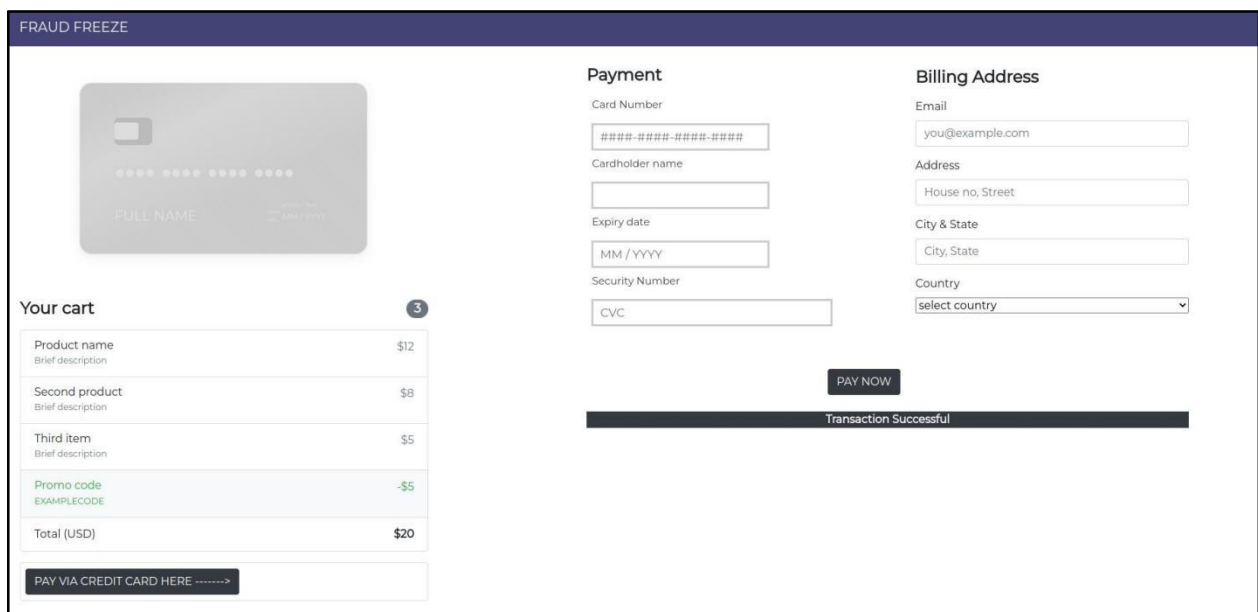 FRAUD FREEZE
FULL NAME
MM / YYYY
Your cart
3
Product name
$12
Brief description
Second product
$8
Brief description
Third item
$5
Brief description
Promo code
-$5
EXAMPLECODE
Total (USD)
$20
PAY VIA CREDIT CARD HERE ------->
Payment
Card Number
####-####-####-####
Cardholder name
Expiry date
MM / YYYY
Security Number
CVC
Billing Address
Email
you@example.com
Address
House no, Street
City & State
City, State
Country
select country
PAY NOW
Transaction Successful